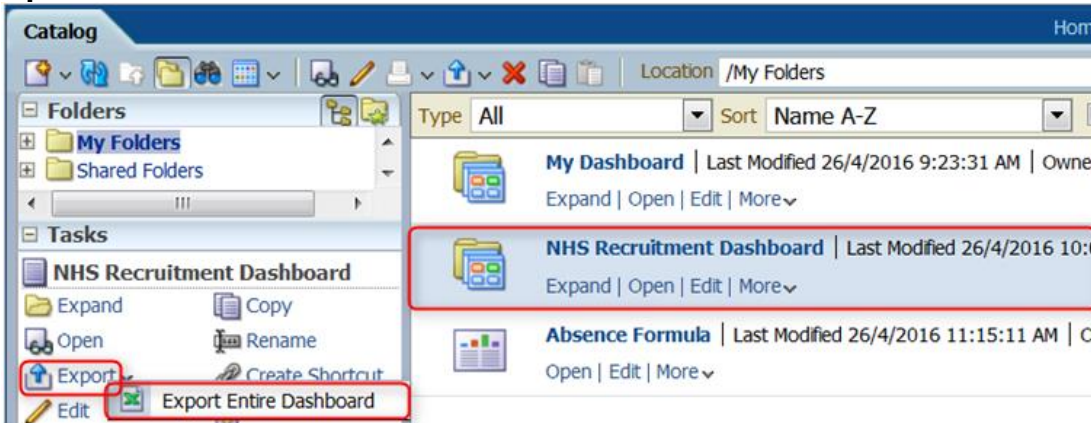 Catalog
Location /My Folders
Folders
My Folders
Shared Folders
Tasks
NHS Recruitment Dashboard
Expand Copy
Open Rename
Export Create Shortcut
Edit Export Entire Dashboard
Type All Sort Name A-Z
My Dashboard | Last Modified 26/4/2016 9:23:31 AM |
Expand | Open | Edit | More
NHS Recruitment Dashboard | Last Modified 26/4/2016
Expand | Open | Edit | More
Absence Formula | Last Modified 26/4/2016 11:15:11 AM |
Open | Edit | More